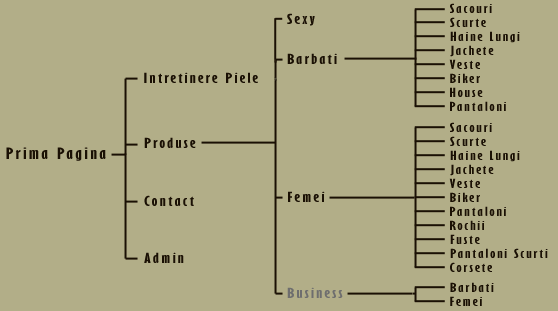 Prima Pagina
Intretinere Piele
Produse
Contact
Admin
Sexy
Barbati
Femei
Business
Sacouri
Scurte
Haine Lungi
Jachete
Veste
Biker
House
Pantaloni
Sacouri
Scurte
Haine Lungi
Jachete
Veste
Biker
Pantaloni
Rochii
Fuste
Pantaloni Scurti
Corsete
Barbati
Femei